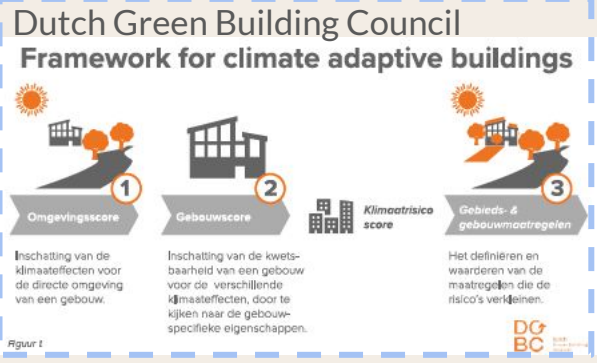 Dutch Green Building Council
Framework for climate adaptive buildings
1
Omgevingsscore
Inschatting van de
klimaateffecten voor
de directe omgeving
van een gebouw.
2
Gebouwscore
Inschatting van de kwets-
baarheid van een gebouw
voor de verschillende
klimaateffecten, door te
kijken naar de gebouw-
specifieke eigenschappen.
Klimaatrisico
score
3
Gebieds- &
gebouwmaatregelen
Het definiëren en
waarderen van de
maatregelen die de
risico's verkleinen.
Figuur 1
DG
BC